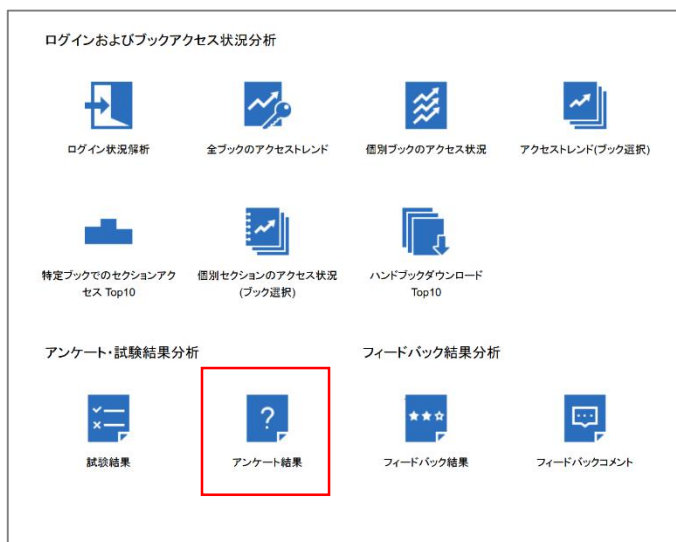 ログインおよびブックアクセス状況分析
ログイン状況解析
全ブックのアクセストレンド
個別ブックのアクセス状況
アクセストレンド(ブック選択)
特定ブックでのセクションアク
セス Top10
個別セクションのアクセス状況
(ブック選択)
ハンドブックダウンロード
Top10
アンケート・試験結果分析
フィードバック結果分析
試験結果
アンケート結果
フィードバック結果
フィードバックコメント